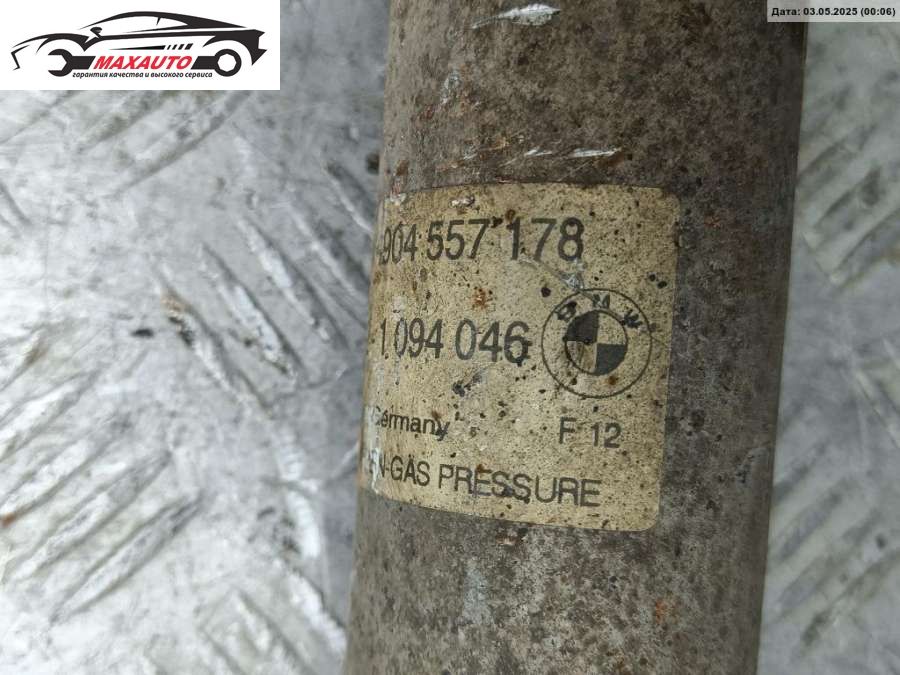 Дата: 03.05.2025 (00:06)
MAXAUTO
гарантия качества и высокого сервиса
904 557 178
1 094 046
BMW
Germany
F 12
N-GAS PRESSURE